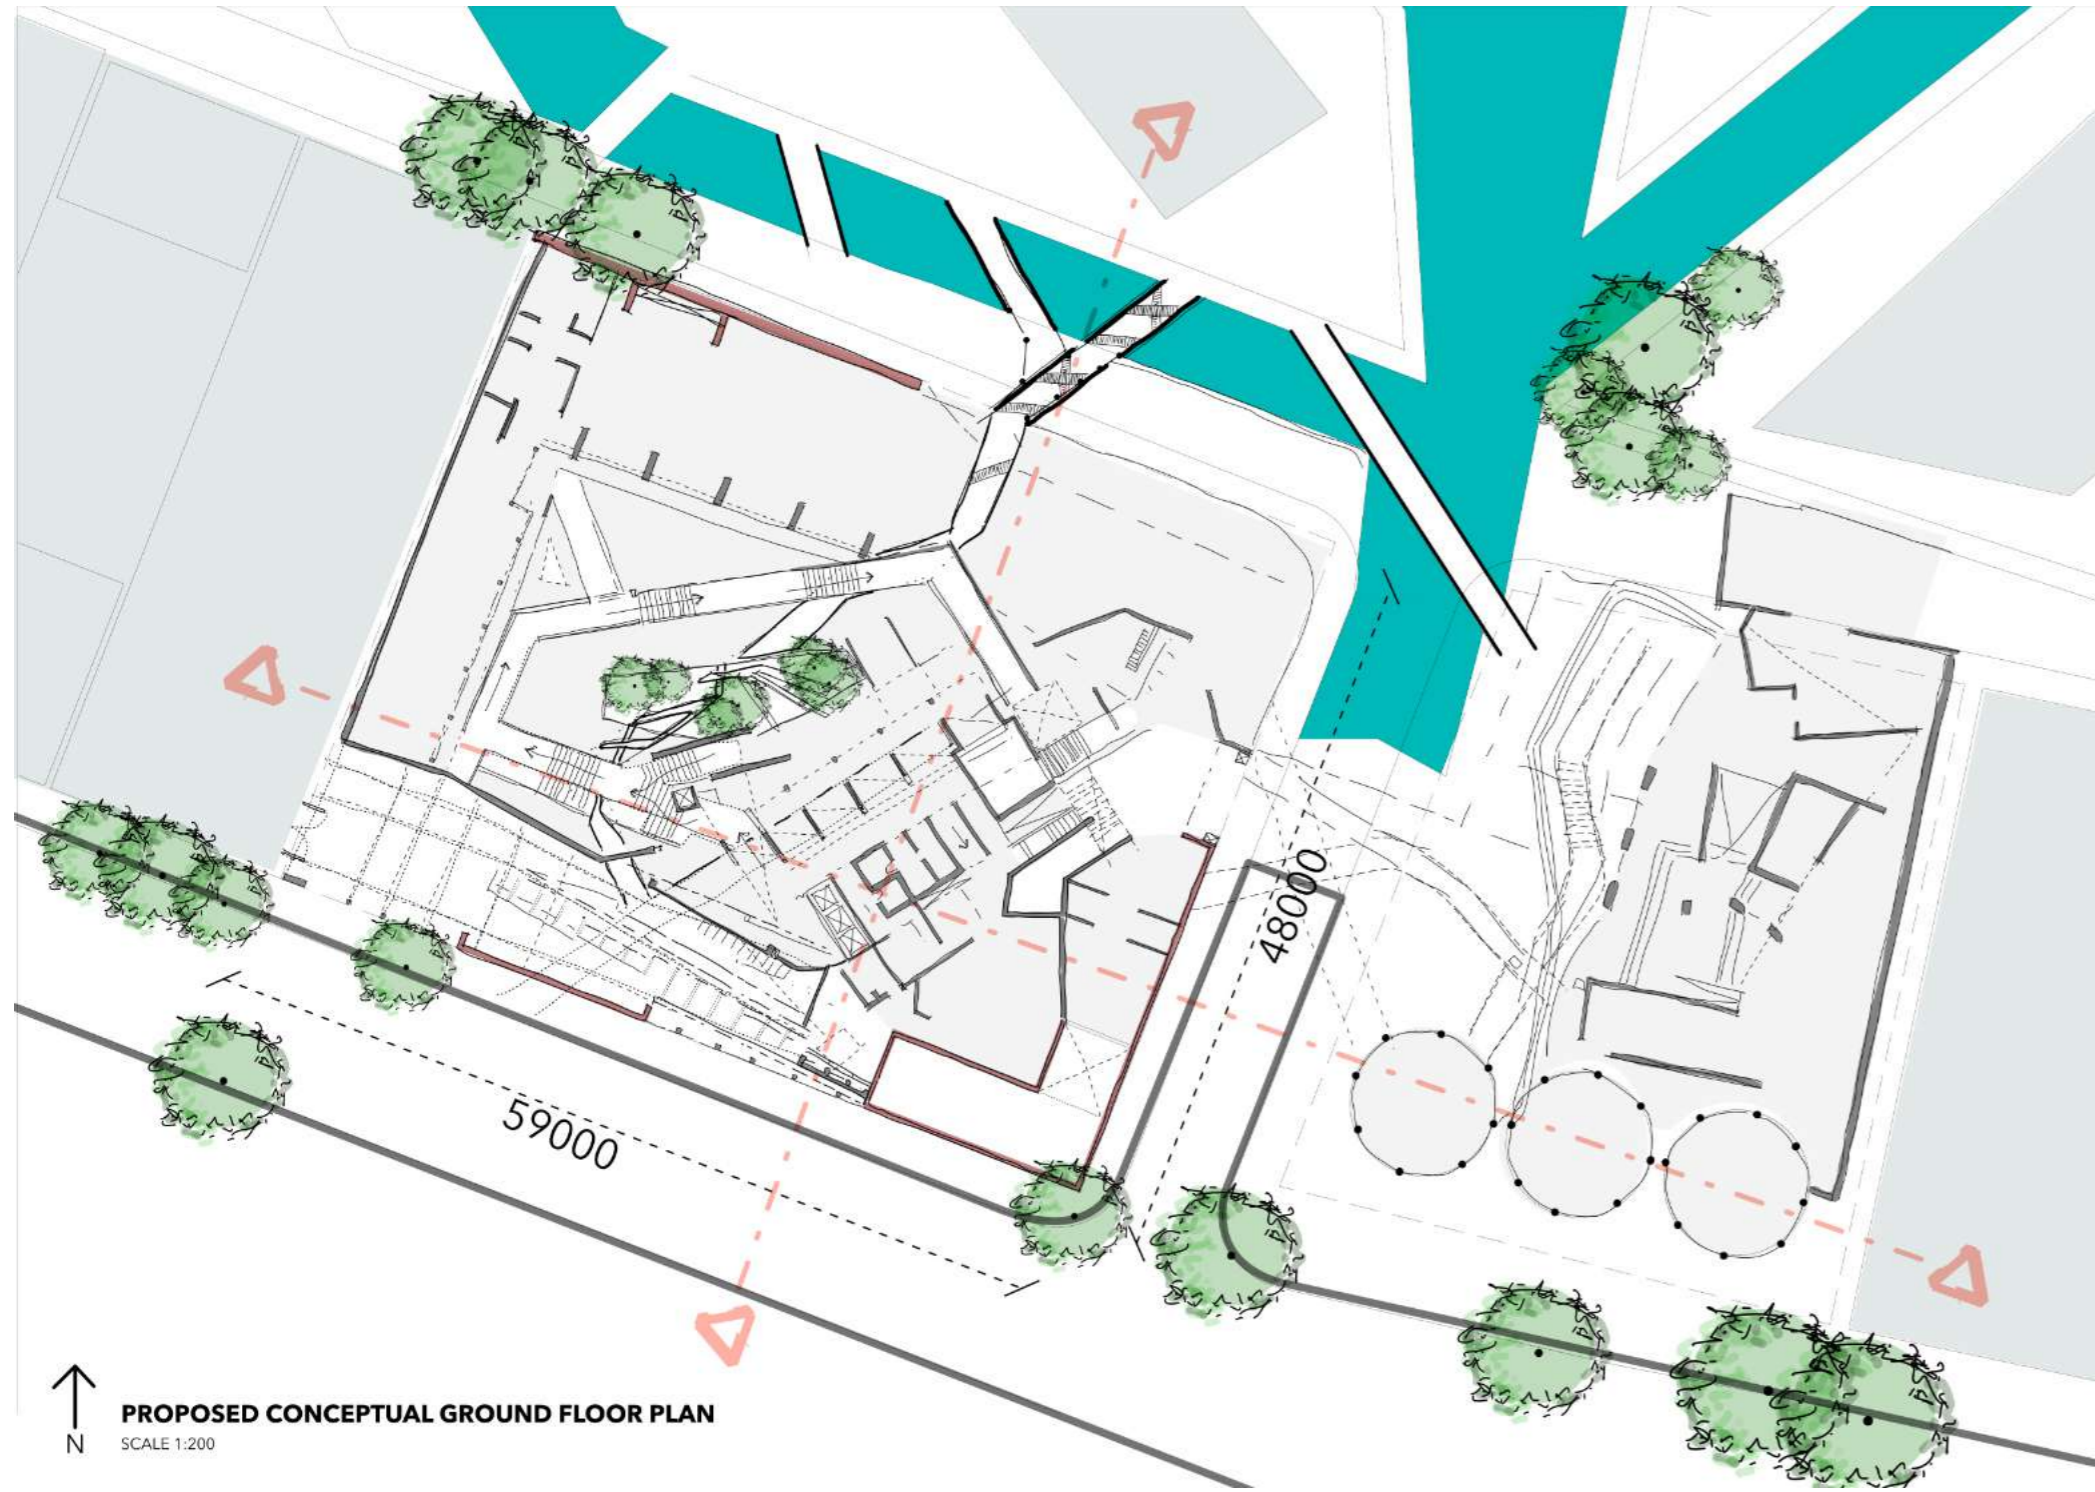 48000
59000
N
PROPOSED CONCEPTUAL GROUND FLOOR PLAN
SCALE 1:200